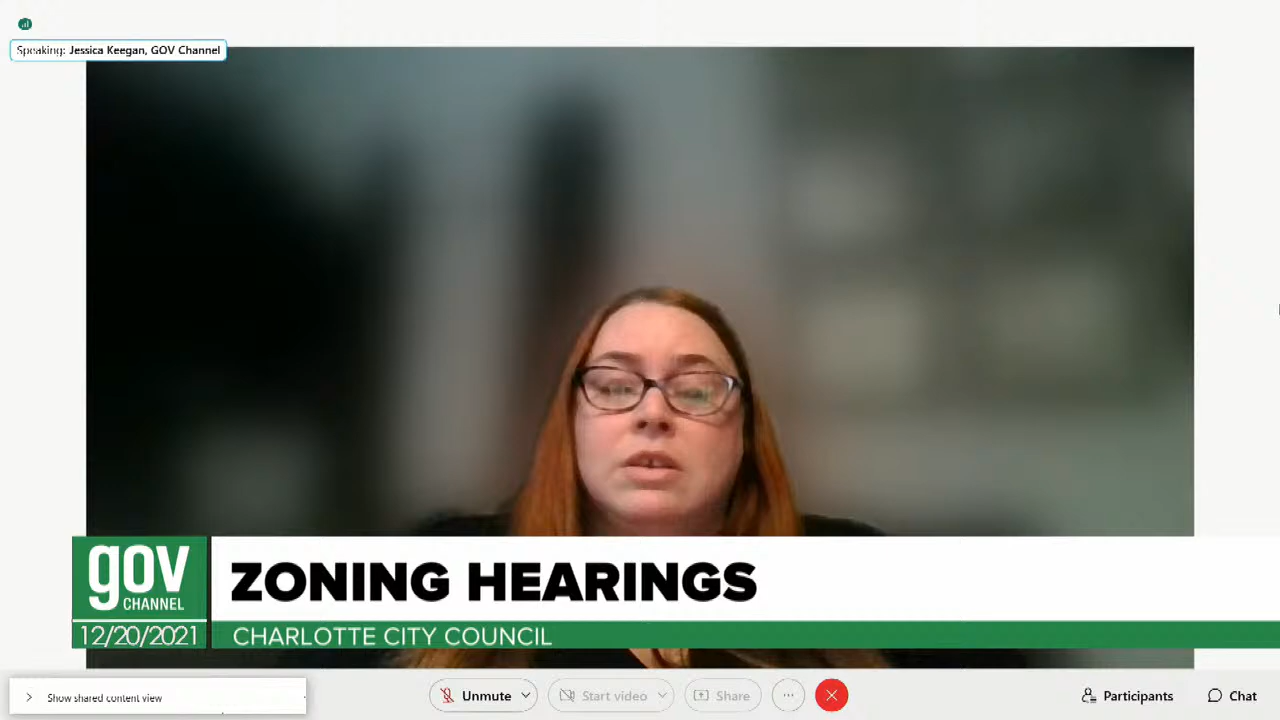 Speaking: Jessica Keegan, GOV Channel
gov
CHANNEL
12/20/2021
ZONING HEARINGS
CHARLOTTE CITY COUNCIL
Show shared content view
Unmute
Start video
Share
Participants
Chat